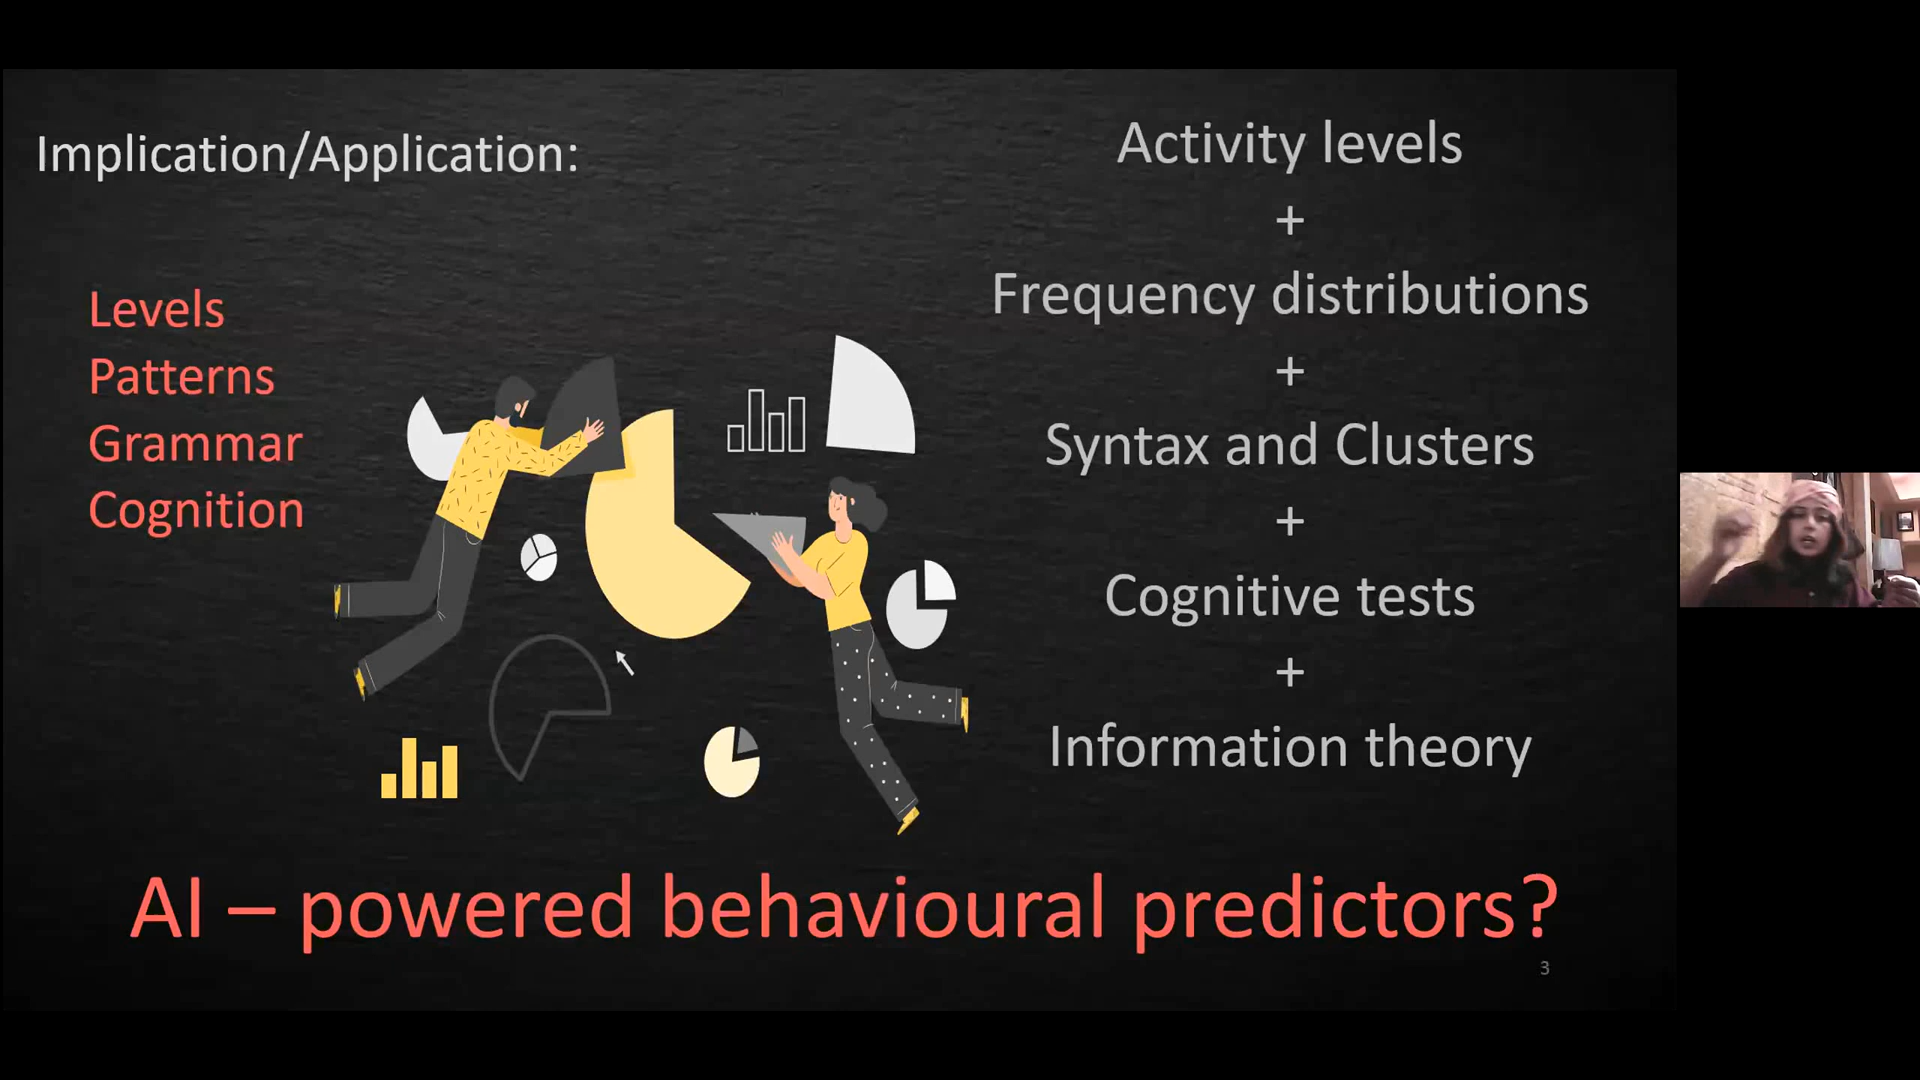 Implication/Application:
Levels
Patterns
Grammar
Cognition
Activity levels
+
Frequency distributions
+
Syntax and Clusters
+
Cognitive tests
+
Information theory
AI – powered behavioural predictors?
3